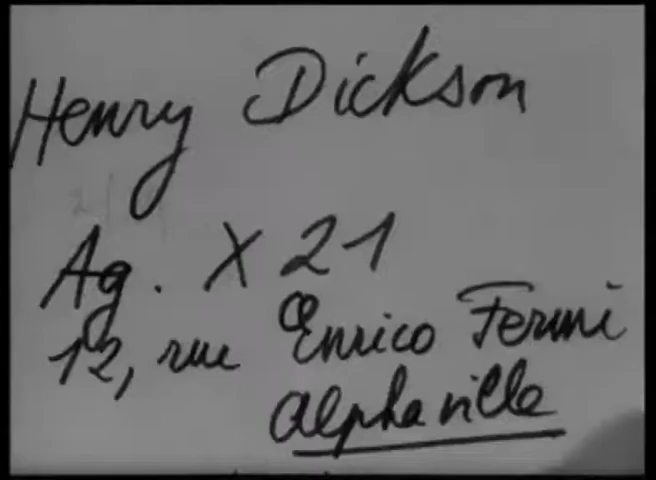 Henry Dickson
Ag. X 21
12, rue Enrico Fermi
Alphaville